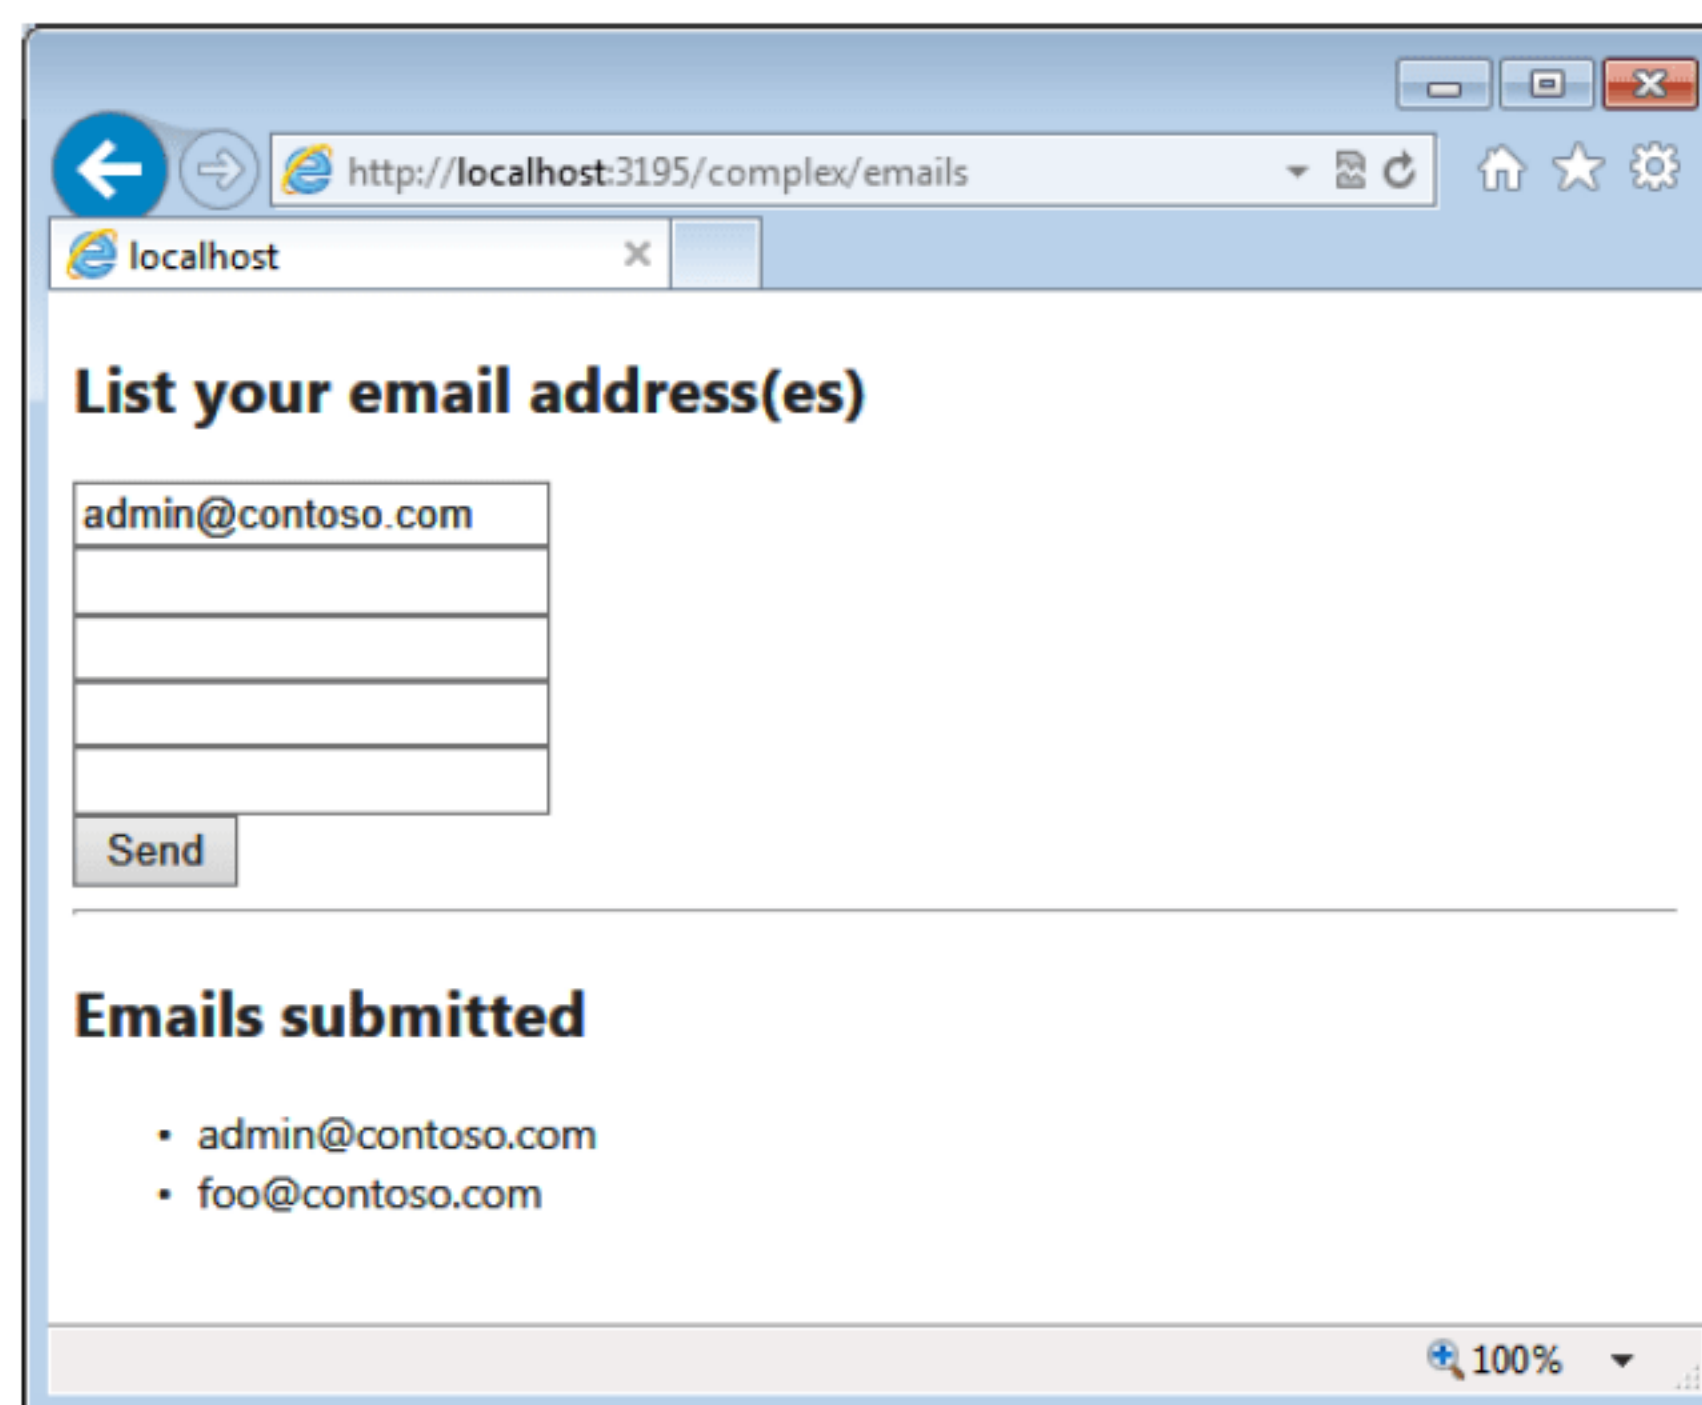 http://localhost:3195/complex/emails
localhost
List your email address(es)
admin@contoso.com
Send
Emails submitted
• admin@contoso.com
• foo@contoso.com
100%